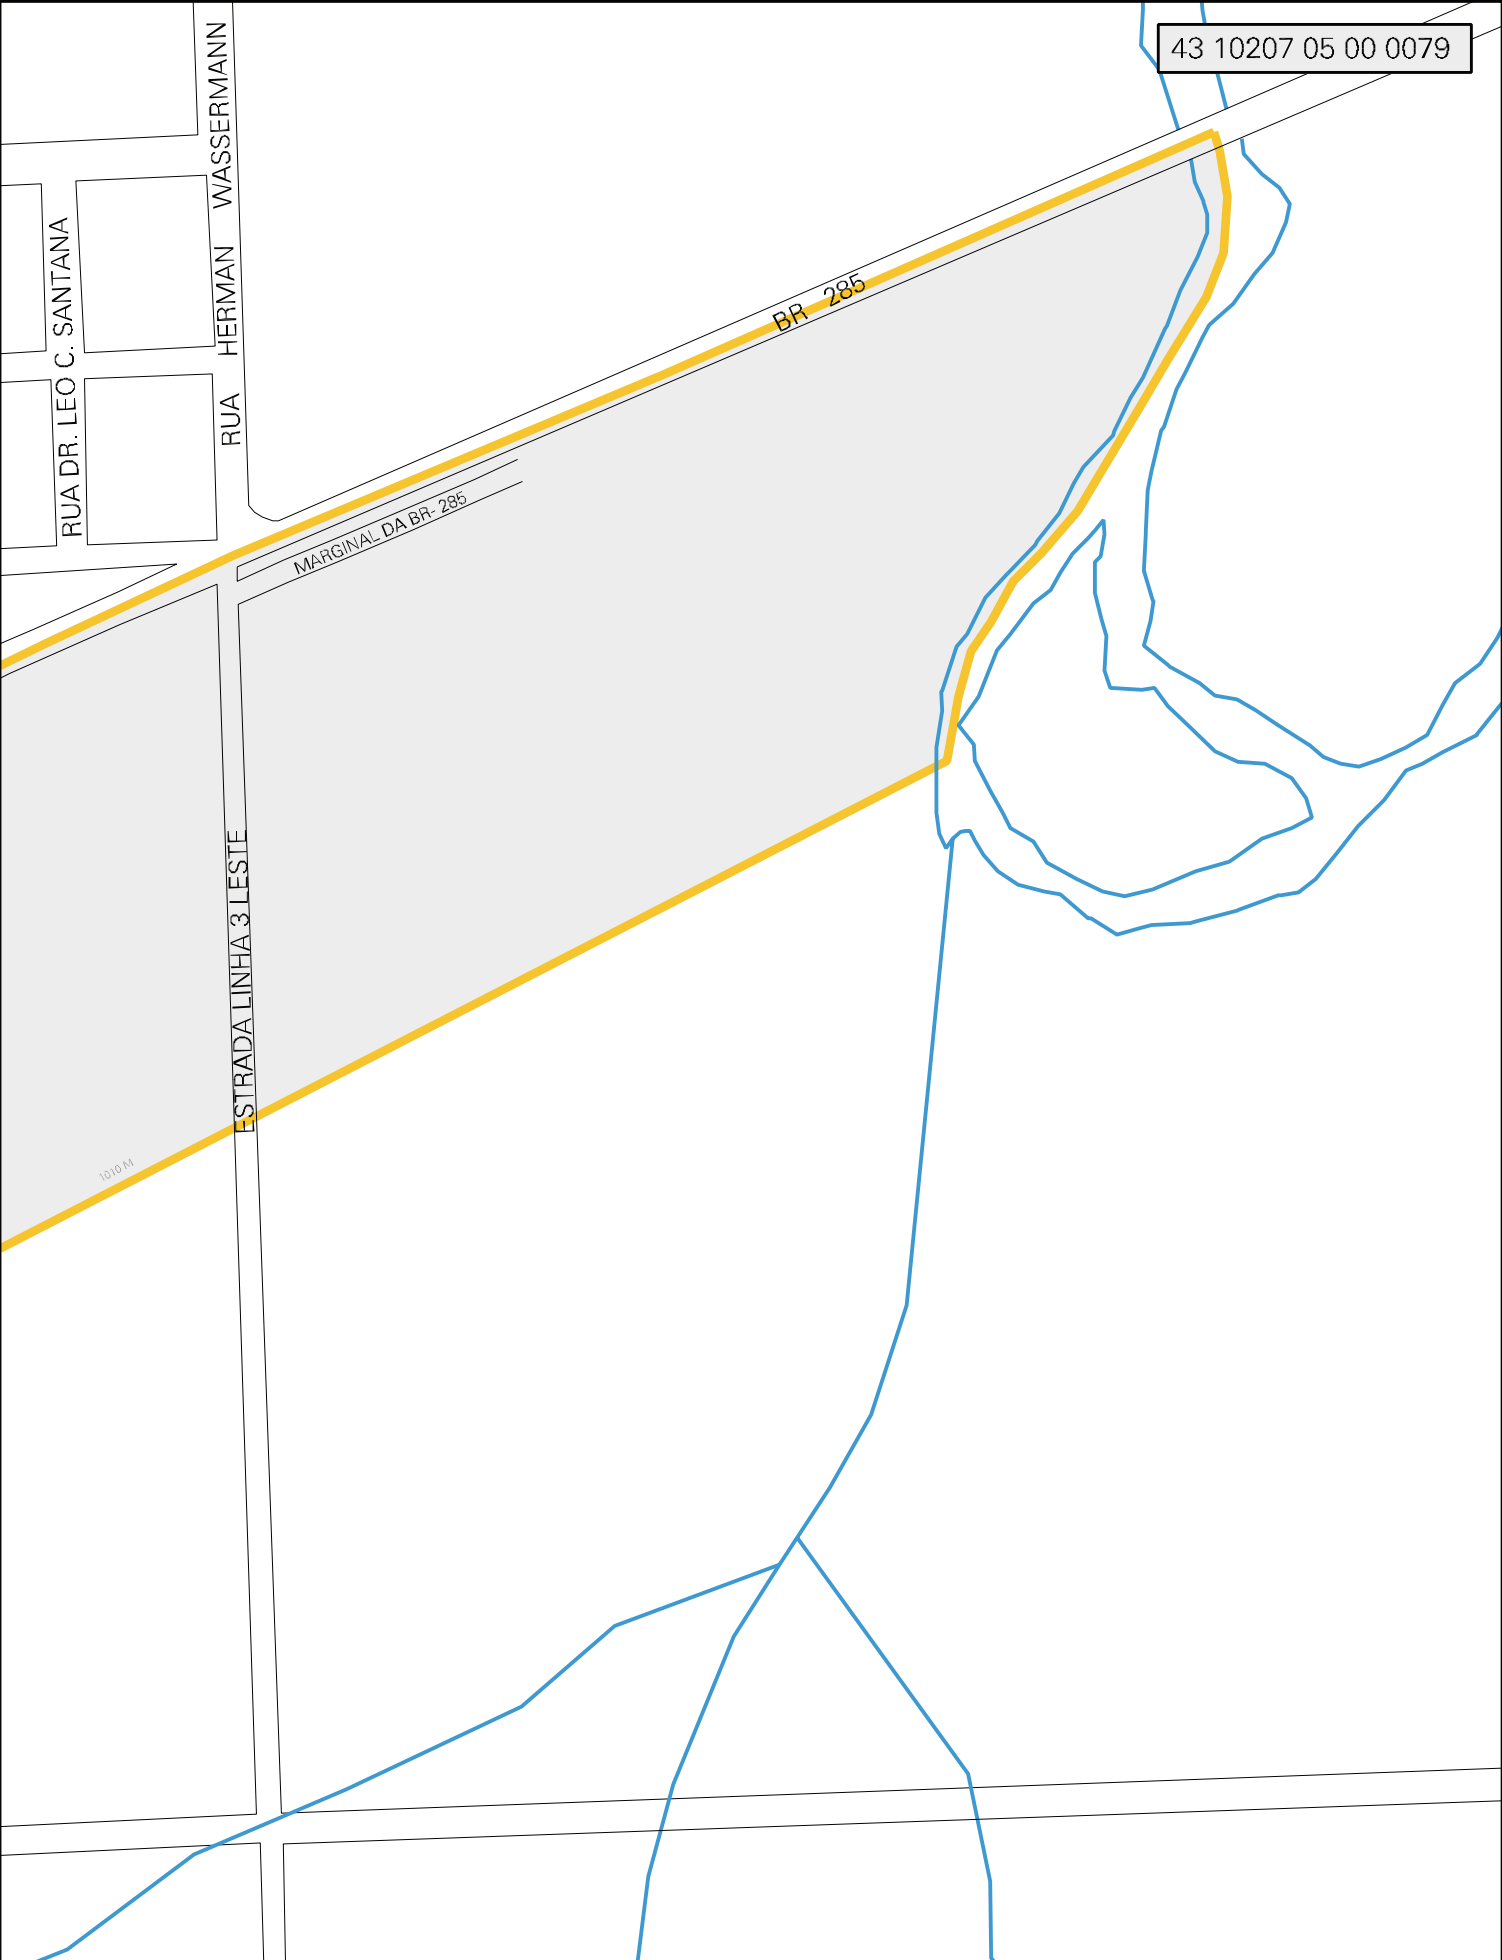 43 10207 05 00 0079
RUA HERMAN WASSERMANN
RUA DR. LEO C. SANTANA
BR 285
MARGINAL DA BR- 285
ESTRADA LINHA 3 LESTE
1010 M